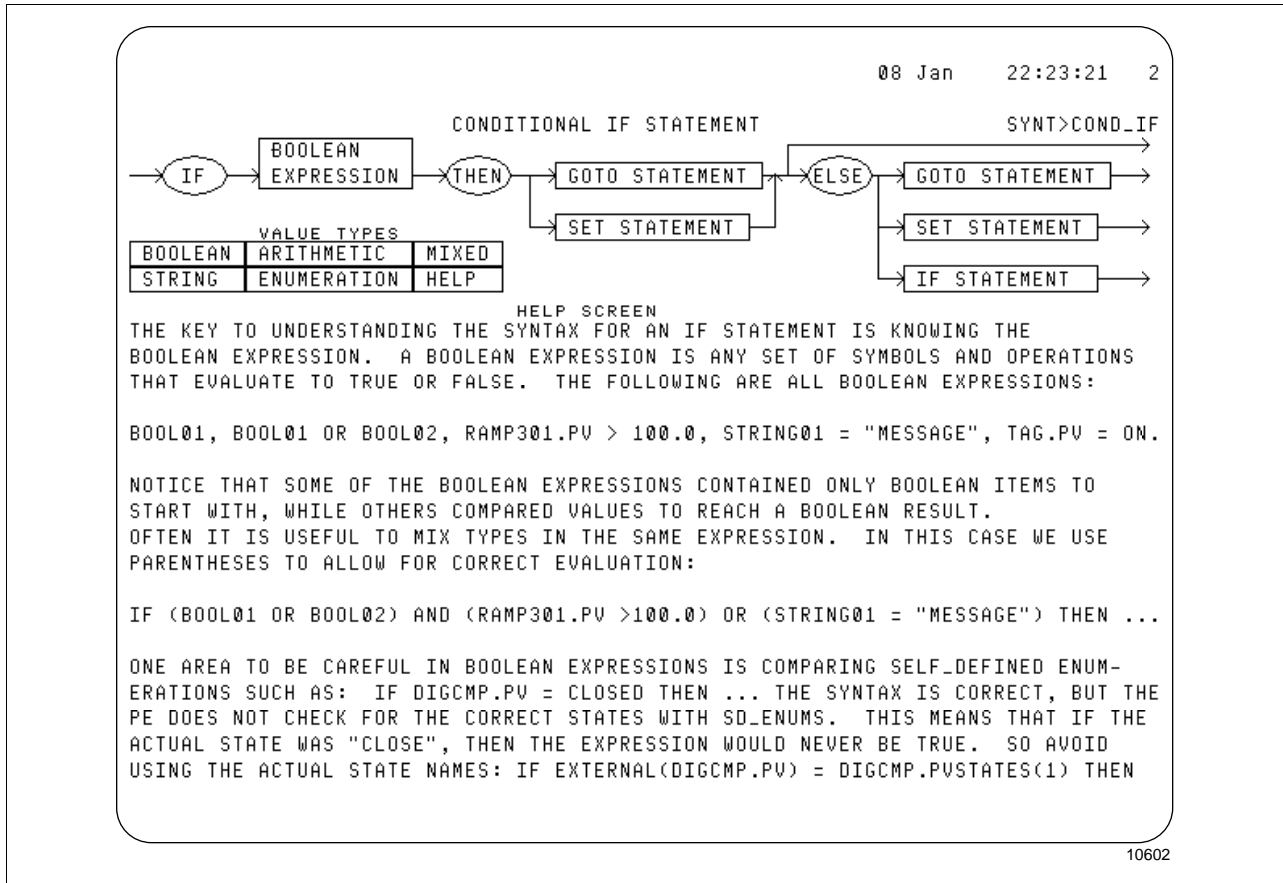 08 Jan 22:23:21 2
CONDITIONAL IF STATEMENT SYNT>COND_IF
IF BOOLEAN EXPRESSION THEN GOTO STATEMENT ELSE GOTO STATEMENT
SET STATEMENT SET STATEMENT
VALUE TYPES
BOOLEAN ARITHMETIC MIXED
STRING ENUMERATION HELP IF STATEMENT
HELP SCREEN
THE KEY TO UNDERSTANDING THE SYNTAX FOR AN IF STATEMENT IS KNOWING THE
BOOLEAN EXPRESSION. A BOOLEAN EXPRESSION IS ANY SET OF SYMBOLS AND OPERATIONS
THAT EVALUATE TO TRUE OR FALSE. THE FOLLOWING ARE ALL BOOLEAN EXPRESSIONS:
BOOL01, BOOL01 OR BOOL02, RAMP301.PV > 100.0, STRING01 = "MESSAGE", TAG.PV = ON.
NOTICE THAT SOME OF THE BOOLEAN EXPRESSIONS CONTAINED ONLY BOOLEAN ITEMS TO
START WITH, WHILE OTHERS COMPARED VALUES TO REACH A BOOLEAN RESULT.
OFTEN IT IS USEFUL TO MIX TYPES IN THE SAME EXPRESSION. IN THIS CASE WE USE
PARENTHESES TO ALLOW FOR CORRECT EVALUATION:
IF (BOOL01 OR BOOL02) AND (RAMP301.PV >100.0) OR (STRING01 = "MESSAGE") THEN ...
ONE AREA TO BE CAREFUL IN BOOLEAN EXPRESSIONS IS COMPARING SELF_DEFINED ENUM-
ERATIONS SUCH AS: IF DIGCMP.PV = CLOSED THEN ... THE SYNTAX IS CORRECT, BUT THE
PE DOES NOT CHECK FOR THE CORRECT STATES WITH SD_ENUMS. THIS MEANS THAT IF THE
ACTUAL STATE WAS "CLOSE", THEN THE EXPRESSION WOULD NEVER BE TRUE. SO AVOID
USING THE ACTUAL STATE NAMES: IF EXTERNAL(DIGCMP.PV) = DIGCMP.PVSTATES(1) THEN
10602